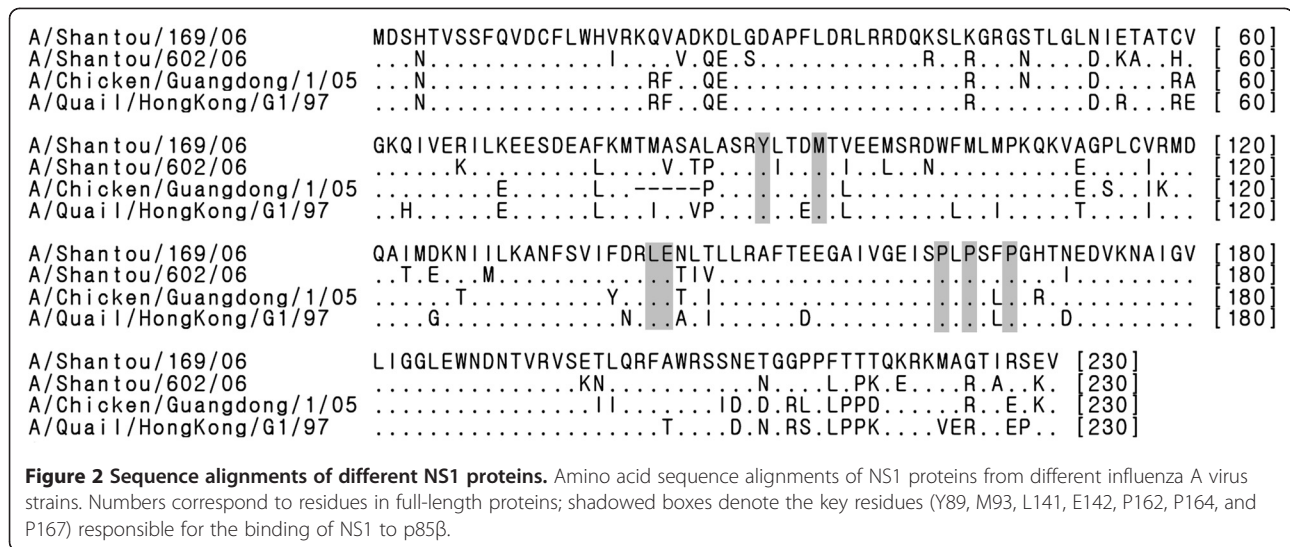 A/Shantou/169/06 MDSHTVSSFQVDCFLWHVRKQVADKDLGDAPFLDRLRRDQKSLKGRGSTLGLNIETATCV [ 60]
A/Shantou/602/06 ...N.............I....V.QE.S............R..R...N....D.KA..H. [ 60]
A/Chicken/Guangdong/1/05 ...N................RF..QE.................R...N....D.....RA [ 60]
A/Quail/HongKong/G1/97 ...N................RF..QE.................R........D.R...RE [ 60]
GKQIVERILKEESDEAFKMTMASALASRYLTDMTVEEMSRDWFMLMPKQKVAGPLCVRMD [120]
A/Shantou/169/06
A/Shantou/602/06 ......R.........L....V.TP....I....I..L..N..........E....I... [120]
A/Chicken/Guangdong/1/05 .........E......L..-----P.........L................E.S..IK.. [120]
A/Quail/HongKong/G1/97 ..H......E......L...I..VP......E..L.......L..I.....T....I... [120]
A/Shantou/169/06 QAIMDKNIILKANFSVIFDRLENLTLLRAFTEEGAIVGEISPLPSFPGHTNEDVKNAIGV [180]
A/Shantou/602/06 ..T.E...M.............TIV.........................I......... [180]
A/Chicken/Guangdong/1/05 ......T..........Y....T.I....................L..R........... [180]
A/Quail/HongKong/G1/97 ....G.............N...A.I......D.............L....D........ [180]
A/Shantou/169/06 LIGGLEWNDNTVRVSETLQRFAWRSSNETGGPPFTTTQKRKMAGTIRSEV [230]
A/Shantou/602/06 ...............KN...........N....L.PK.E....R.A..K. [230]
A/Chicken/Guangdong/1/05 ................II.......ID.D.RL.LPPD......R..E.K. [230]
A/Quail/HongKong/G1/97 .....................T....D.N.RS.LPPK....VER..EP.. [230]
Figure 2 Sequence alignments of different NS1 proteins. Amino acid sequence alignments of NS1 proteins from different influenza A virus
strains. Numbers correspond to residues in full-length proteins; shadowed boxes denote the key residues (Y89, M93, L141, E142, P162, P164, and
P167) responsible for the binding of NS1 to p85β.